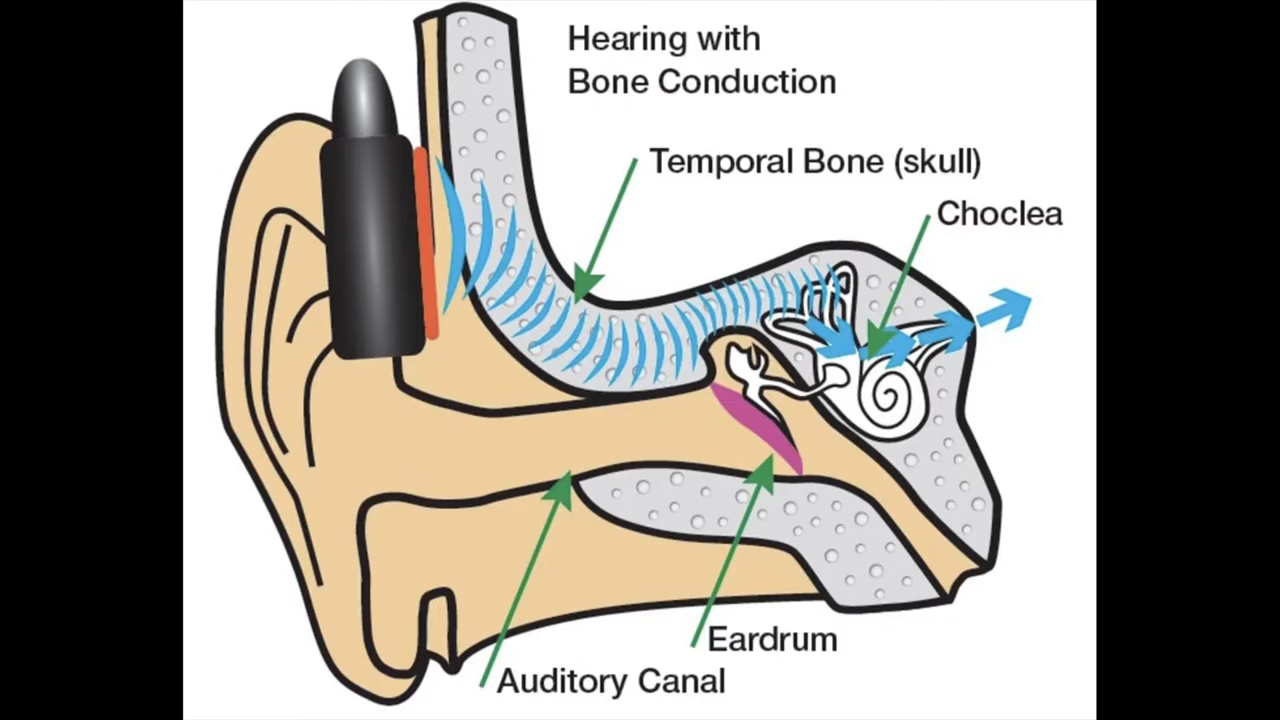 Hearing with
Bone Conduction
Temporal Bone (skull)
Choclea
Eardrum
Auditory Canal